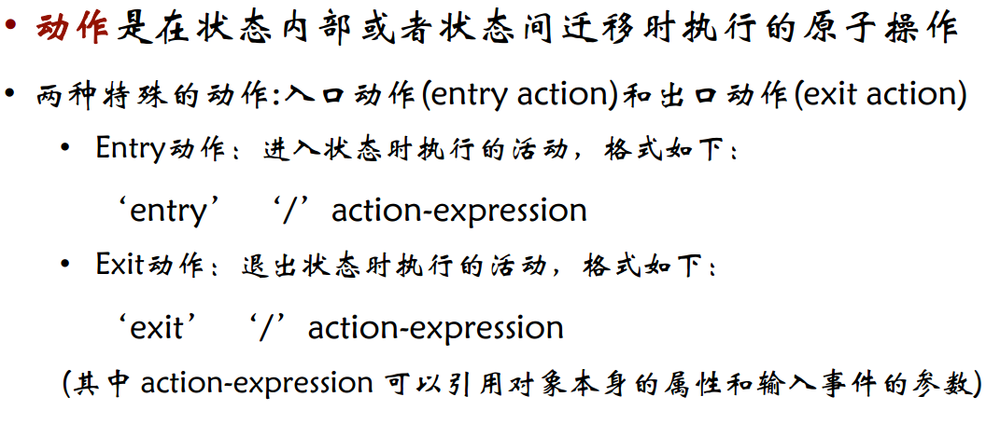 • 动作是在状态内部或者状态间迁移时执行的原子操作
• 两种特殊的动作:入口动作(entry action)和出口动作(exit action)
• Entry动作：进入状态时执行的活动，格式如下：
‘entry’ ‘/’ action-expression
• Exit动作：退出状态时执行的活动，格式如下：
‘exit’ ‘/’ action-expression
(其中 action-expression 可以引用对象本身的属性和输入事件的参数)